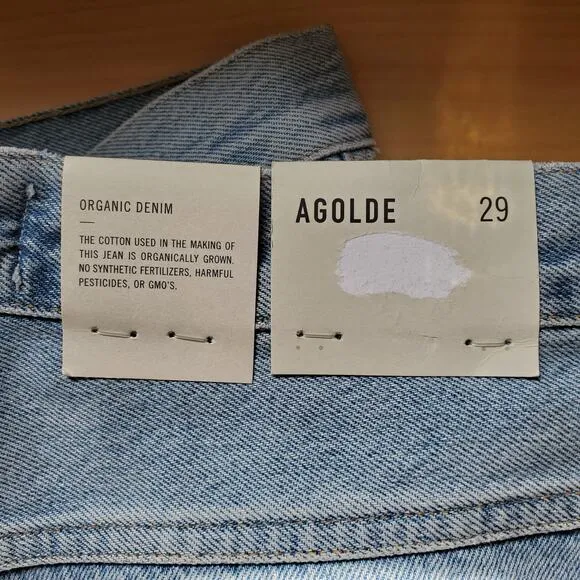 ORGANIC DENIM
THE COTTON USED IN THE MAKING OF
THIS JEAN IS ORGANICALLY GROWN.
NO SYNTHETIC FERTILIZERS, HARMFUL
PESTICIDES, OR GMO'S.
AGOLDE 29